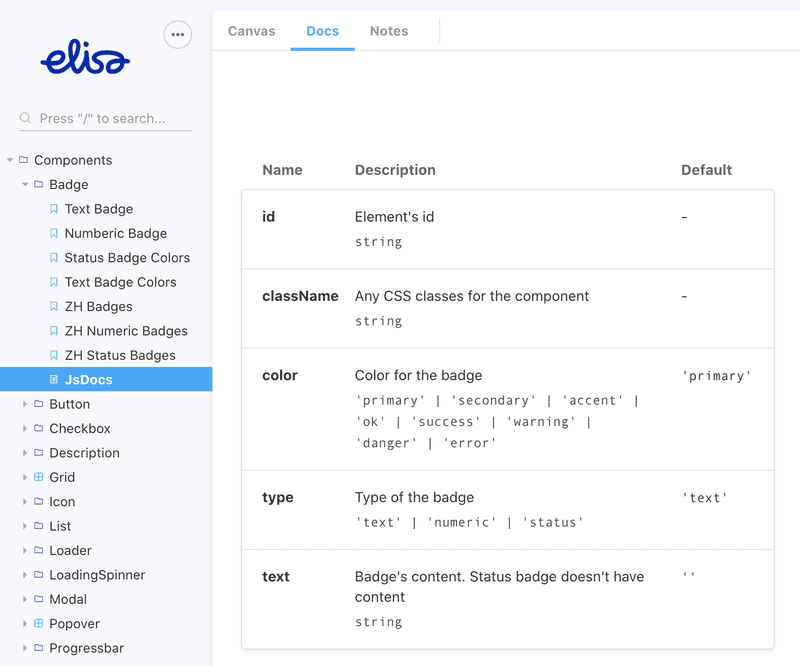 elisa
Press "/" to search...
Components
Badge
Text Badge
Numberic Badge
Status Badge Colors
Text Badge Colors
ZH Badges
ZH Numeric Badges
ZH Status Badges
JsDocs
Button
Checkbox
Description
Grid
Icon
List
Loader
LoadingSpinner
Modal
Popover
Progressbar
Canvas Docs Notes
Name Description Default
id Element's id -
string
className Any CSS classes for the component -
string
color Color for the badge 'primary'
'primary' | 'secondary' | 'accent' |
'ok' | 'success' | 'warning' |
'danger' | 'error'
type Type of the badge 'text'
'text' | 'numeric' | 'status'
text Badge's content. Status badge doesn't have ''
content
string